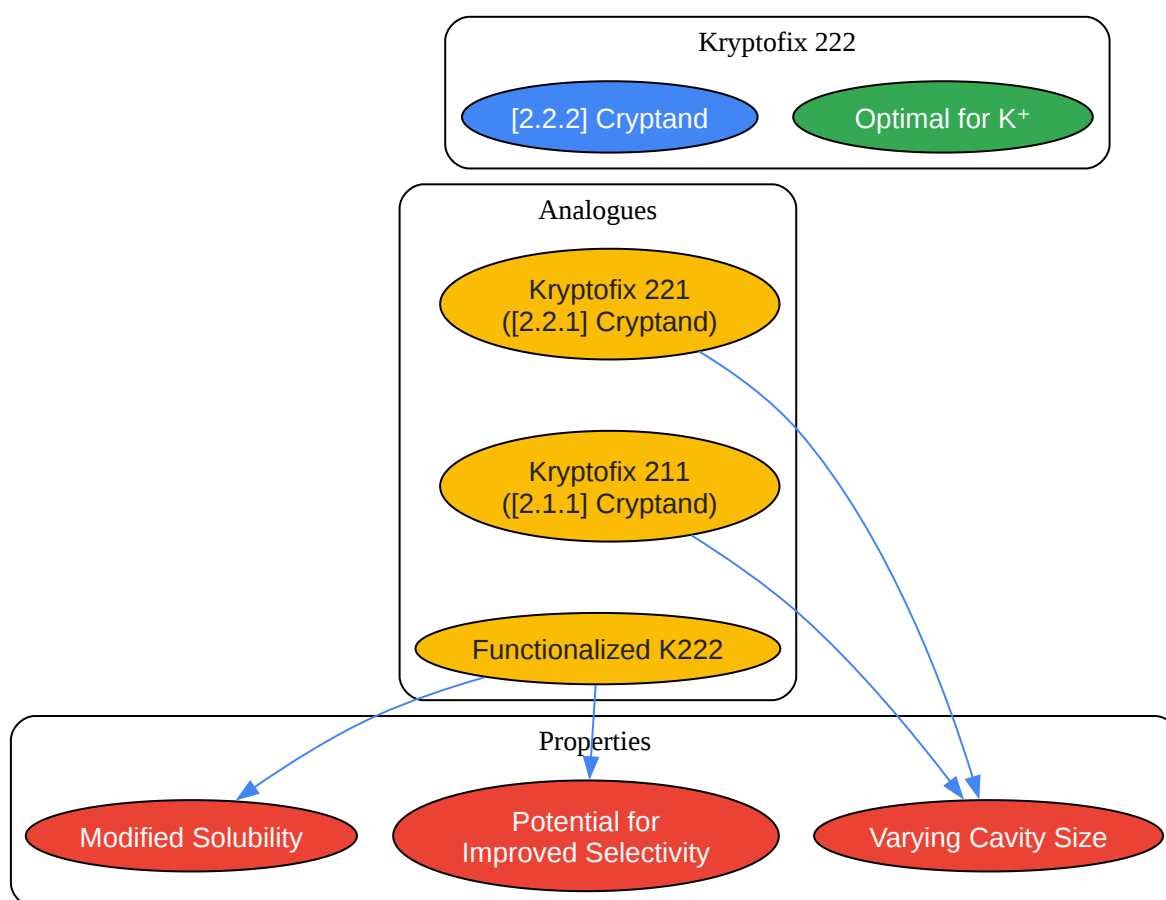 Kryptofix 222
[2.2.2] Cryptand
Optimal for K⁺
Analogues
Kryptofix 221
([2.2.1] Cryptand)
Kryptofix 211
([2.1.1] Cryptand)
Functionalized K222
Properties
Modified Solubility
Potential for
Improved Selectivity
Varying Cavity Size